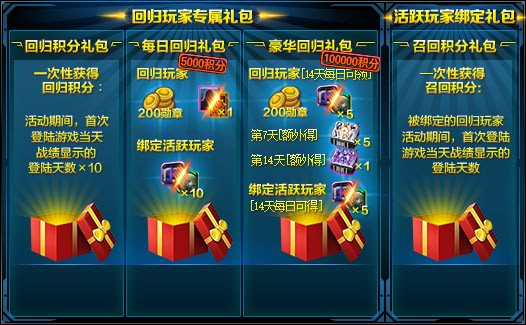 回归玩家专属礼包
回归积分礼包
一次性获得
回归积分：
活动期间，首次
登陆游戏当天
战绩显示的
登陆天数×10
每日回归礼包
5000积分
回归玩家
200勋章
×1
绑定活跃玩家
×10
豪华回归礼包
100000积分
回归玩家[14天每日可领]
200勋章
×5
第7天[额外得]
×5
第14天[额外得]
×1
绑定活跃玩家
[14天每日可得]
×5
活跃玩家绑定礼包
召回积分礼包
一次性获得
召回积分:
被绑定的回归玩家
活动期间，首次登陆
游戏当天战绩显示的
登陆天数